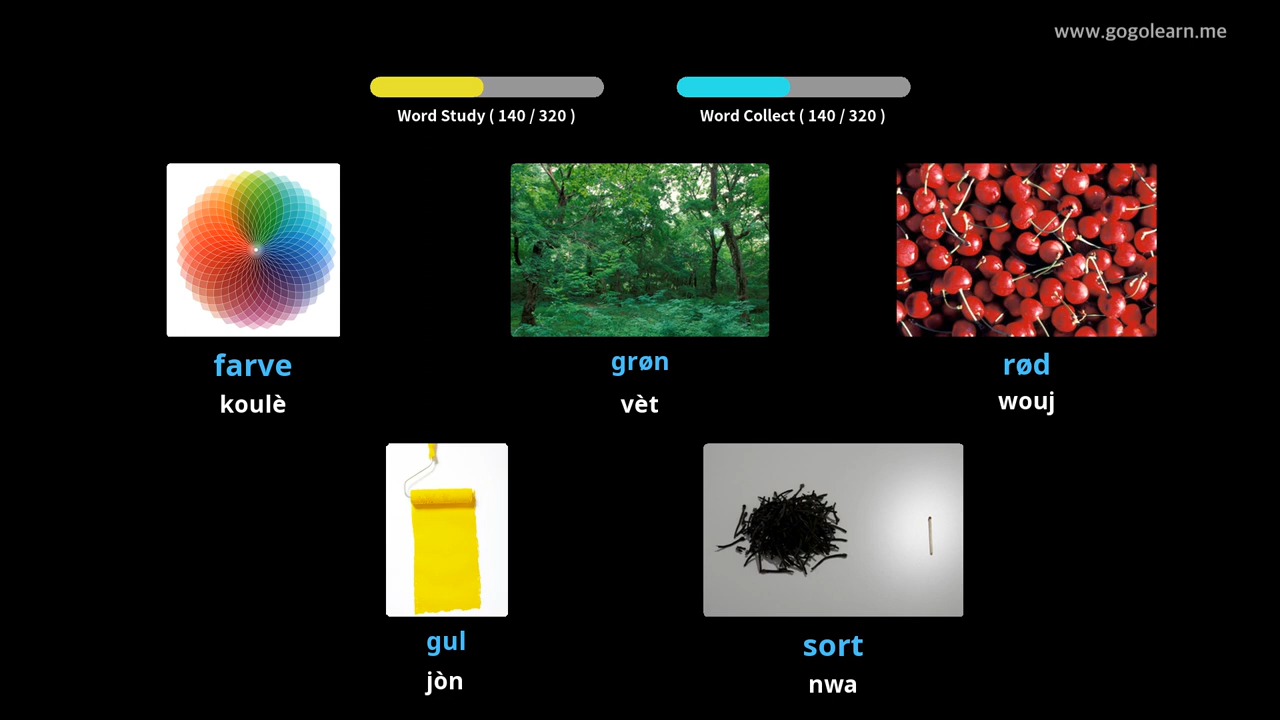 www.gogolearn.me
Word Study ( 140 / 320 )
Word Collect ( 140 / 320 )
farve
koulè
grøn
vèt
rød
wouj
gul
jòn
sort
nwa